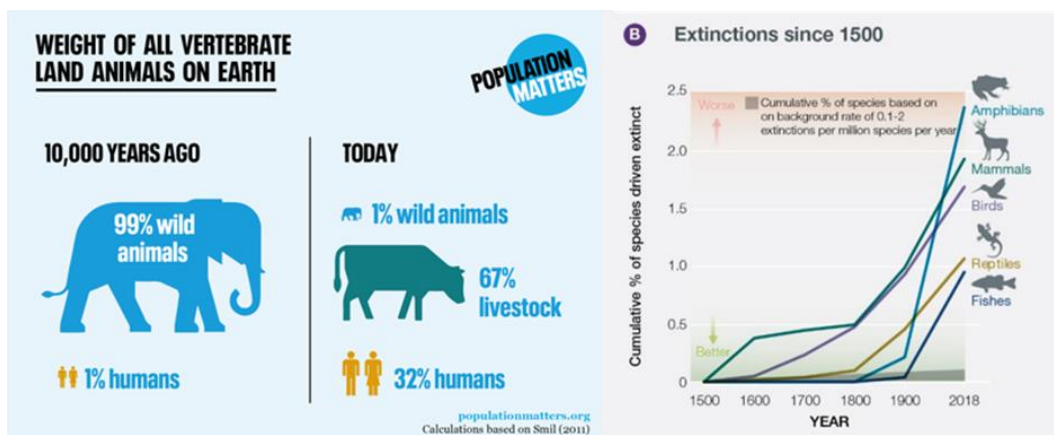 WEIGHT OF ALL VERTEBRATE
LAND ANIMALS ON EARTH
POPULATION
MATTERS
10,000 YEARS AGO
99% wild
animals
1% humans
TODAY
1% wild animals
67%
livestock
32% humans
populationmatters.org
Calculations based on Smil (2011)
B Extinctions since 1500
Cumulative % of species driven extinct
2.5
2.0
1.5
1.0
0.5
0
Worse
Cumulative % of species based on
on background rate of 0.1-2
extinctions per million species per year
Better
Amphibians
Mammals
Birds
Reptiles
Fishes
1500 1600 1700 1800 1900 2018
YEAR